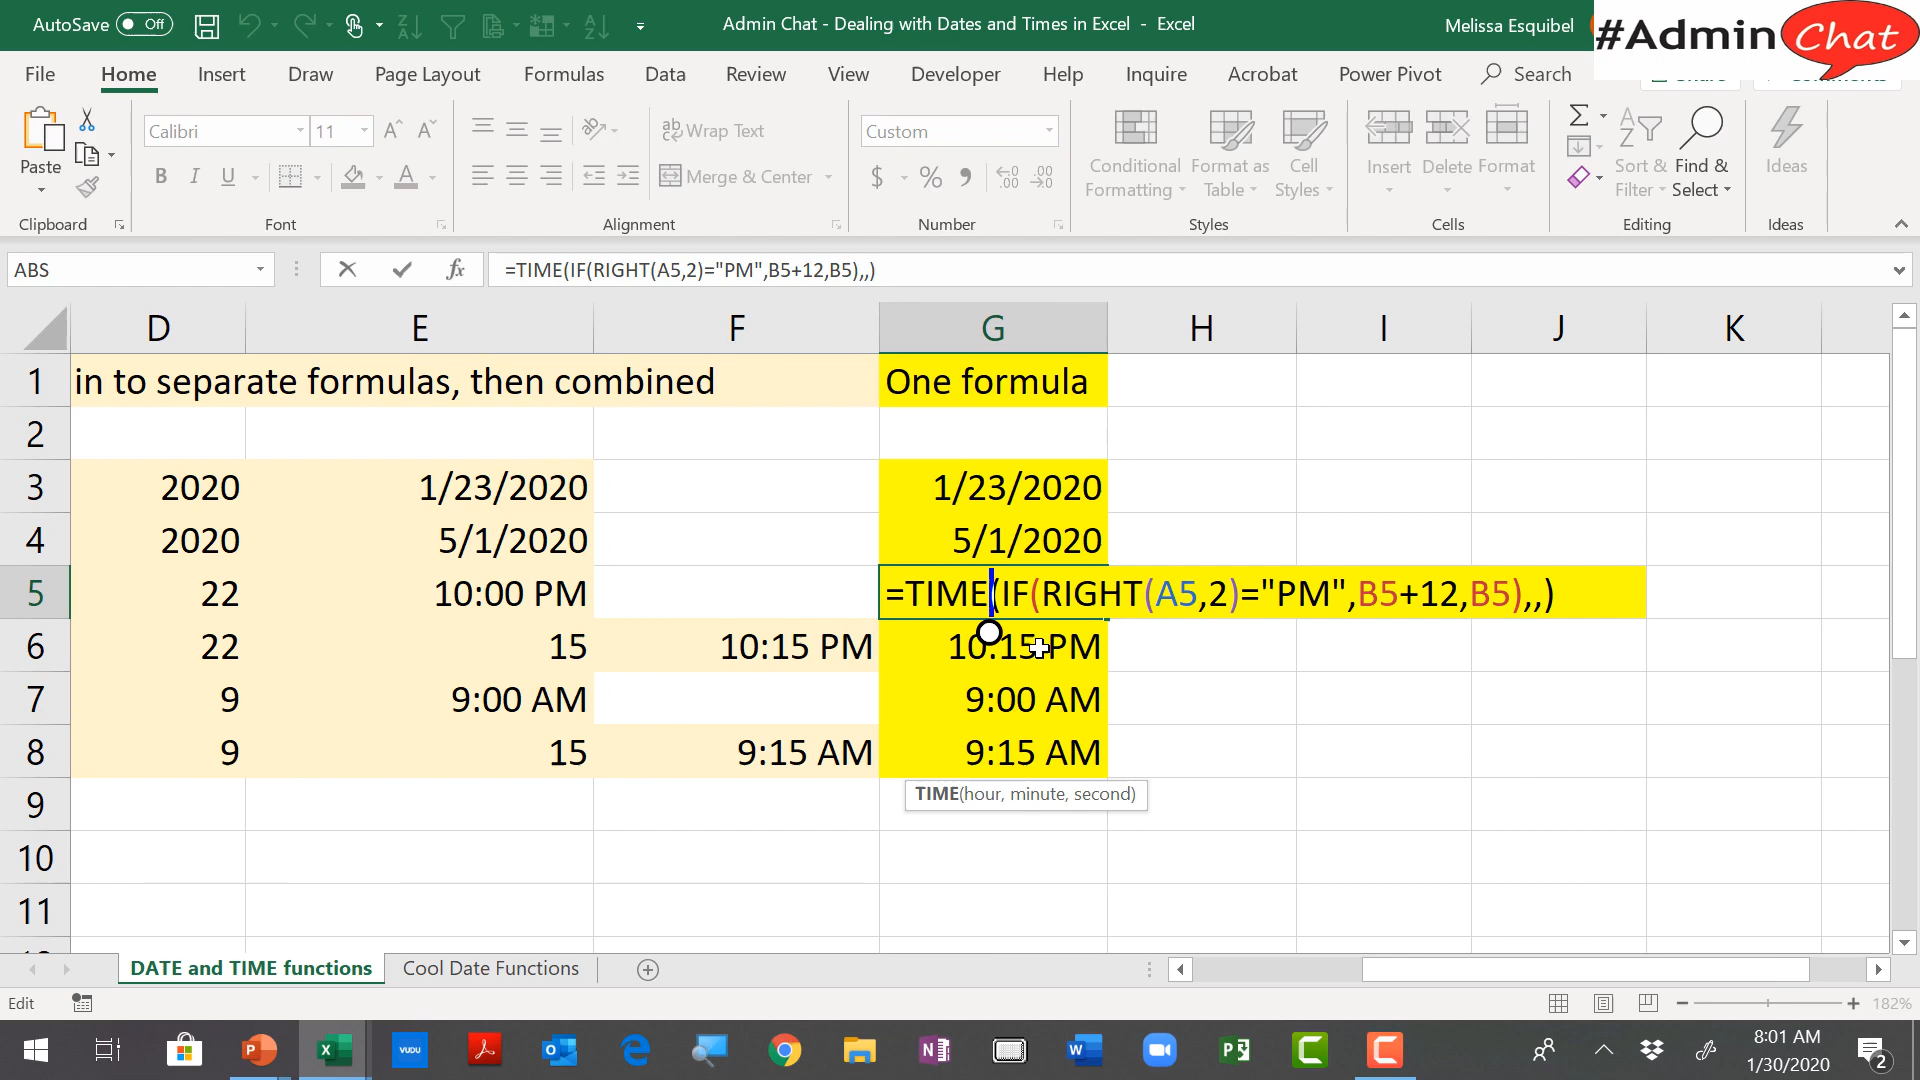 AutoSave Off
Admin Chat - Dealing with Dates and Times in Excel - Excel
Melissa Esquibel
#Admin Chat
File Home Insert Draw Page Layout Formulas Data Review View Developer Help Inquire Acrobat Power Pivot Search
Paste
Calibri 11
Wrap Text
Custom
B I U
Merge & Center
$ % ,
Conditional Formatting
Format as Table
Cell Styles
Insert Delete Format
Sort & Filter
Find & Select
Ideas
Clipboard Font Alignment Number Styles Cells Editing Ideas
ABS
fx
=TIME(IF(RIGHT(A5,2)="PM",B5+12,B5),,)
D E F G H I J K
1 in to separate formulas, then combined One formula
2
3 2020 1/23/2020 1/23/2020
4 2020 5/1/2020 5/1/2020
5 22 10:00 PM =TIME(IF(RIGHT(A5,2)="PM",B5+12,B5),,)
6 22 15 10:15 PM 10:15 PM
7 9 9:00 AM 9:00 AM
8 9 15 9:15 AM 9:15 AM
TIME(hour, minute, second)
9
10
11
DATE and TIME functions Cool Date Functions
Edit
182%
VUDU
8:01 AM
1/30/2020
2